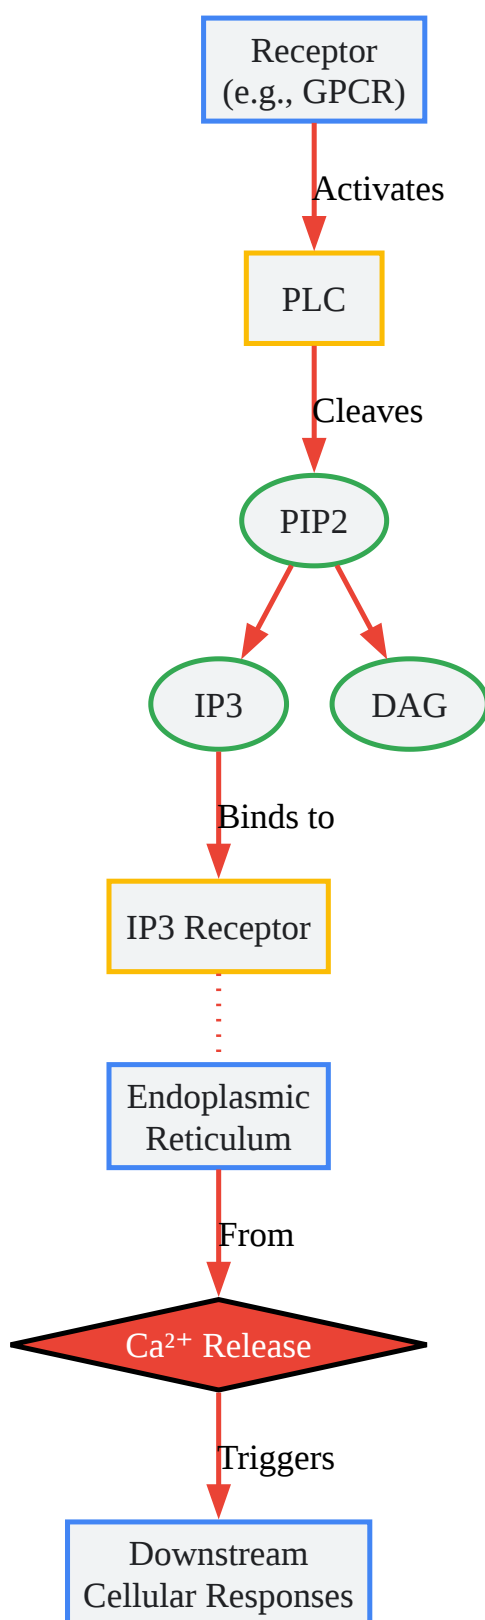 Receptor
(e.g., GPCR)
Activates
PLC
Cleaves
PIP2
IP3
DAG
Binds to
IP3 Receptor
Endoplasmic
Reticulum
From
Ca²⁺ Release
Triggers
Downstream
Cellular Responses